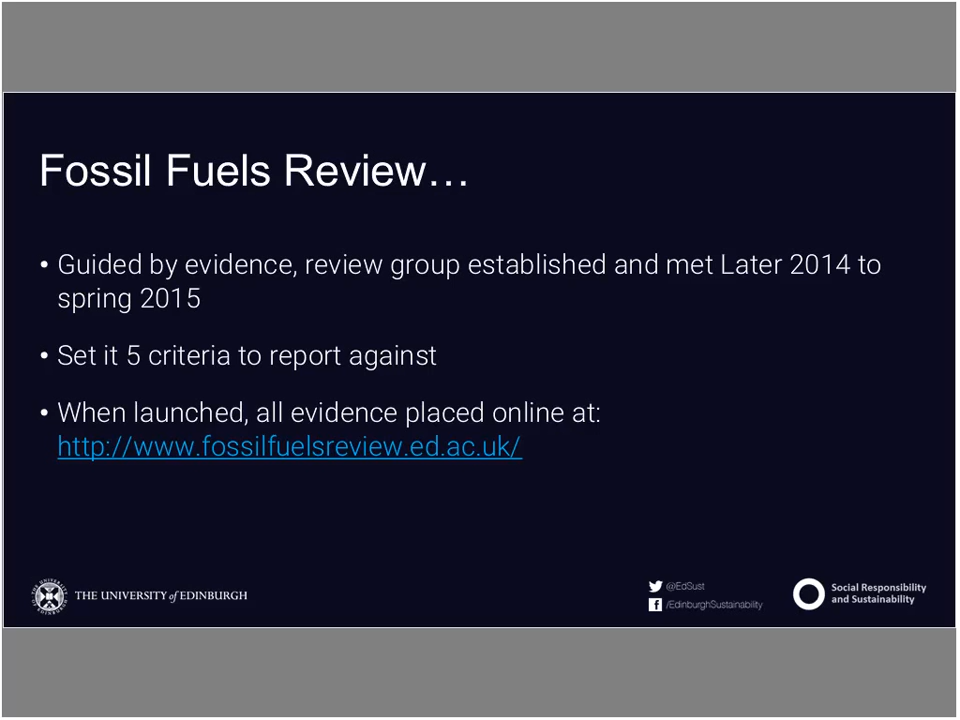 Fossil Fuels Review…
• Guided by evidence, review group established and met Later 2014 to
spring 2015
• Set it 5 criteria to report against
• When launched, all evidence placed online at:
http://www.fossilfuelsreview.ed.ac.uk/
THE UNIVERSITY of EDINBURGH
@EdSust
/EdinburghSustainability
Social Responsibility
and Sustainability